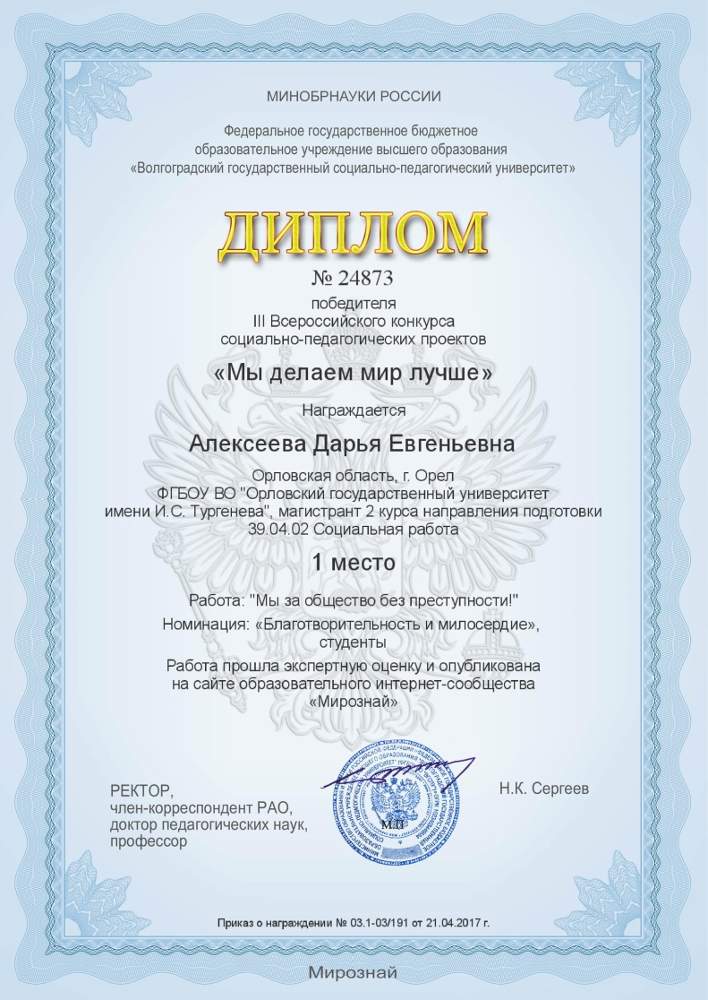 МИНОБРНАУКИ РОССИИ
Федеральное государственное бюджетное
образовательное учреждение высшего образования
«Волгоградский государственный социально-педагогический университет»
ДИПЛОМ
№ 24873
победителя
III Всероссийского конкурса
социально-педагогических проектов
«Мы делаем мир лучше»
Награждается
Алексеева Дарья Евгеньевна
Орловская область, г. Орел
ФГБОУ ВО "Орловский государственный университет
имени И.С. Тургенева", магистрант 2 курса направления подготовки
39.04.02 Социальная работа
1 место
Работа: "Мы за общество без преступности!"
Номинация: «Благотворительность и милосердие»,
студенты
Работа прошла экспертную оценку и опубликована
на сайте образовательного интернет-сообщества
«Мирознай»
РЕКТОР,
член-корреспондент РАО,
доктор педагогических наук,
профессор
М.П
Н.К. Сергеев
Приказ о награждении № 03.1-03/191 от 21.04.2017 г.
Мирознай